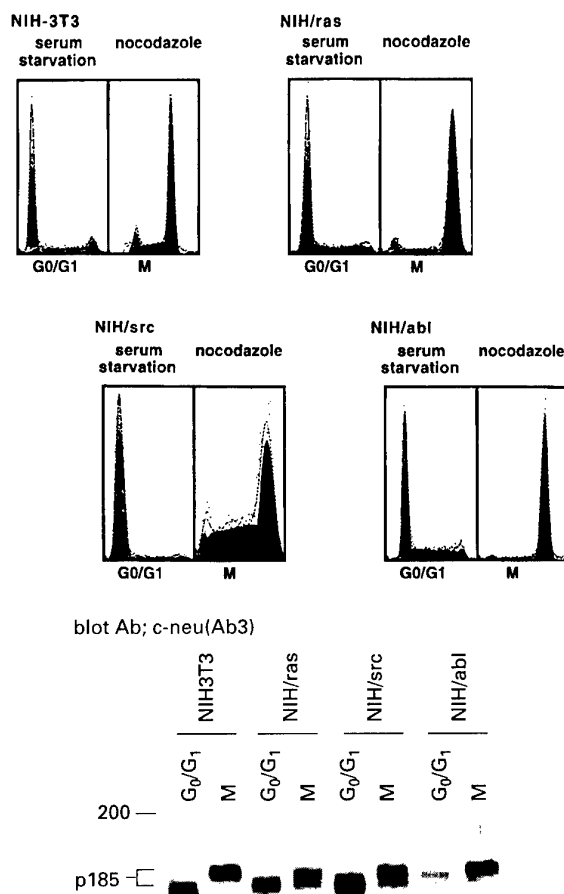 NIH-3T3
serum starvation
nocodazole
G0/G1
M
NIH/ras
serum starvation
nocodazole
G0/G1
M
NIH/src
serum starvation
nocodazole
G0/G1
M
NIH/abl
serum starvation
nocodazole
G0/G1
M
blot Ab; c-neu(Ab3)
NIH3T3
NIH/ras
NIH/src
NIH/abl
G0/G1
M
G0/G1
M
G0/G1
M
G0/G1
M
200
p185